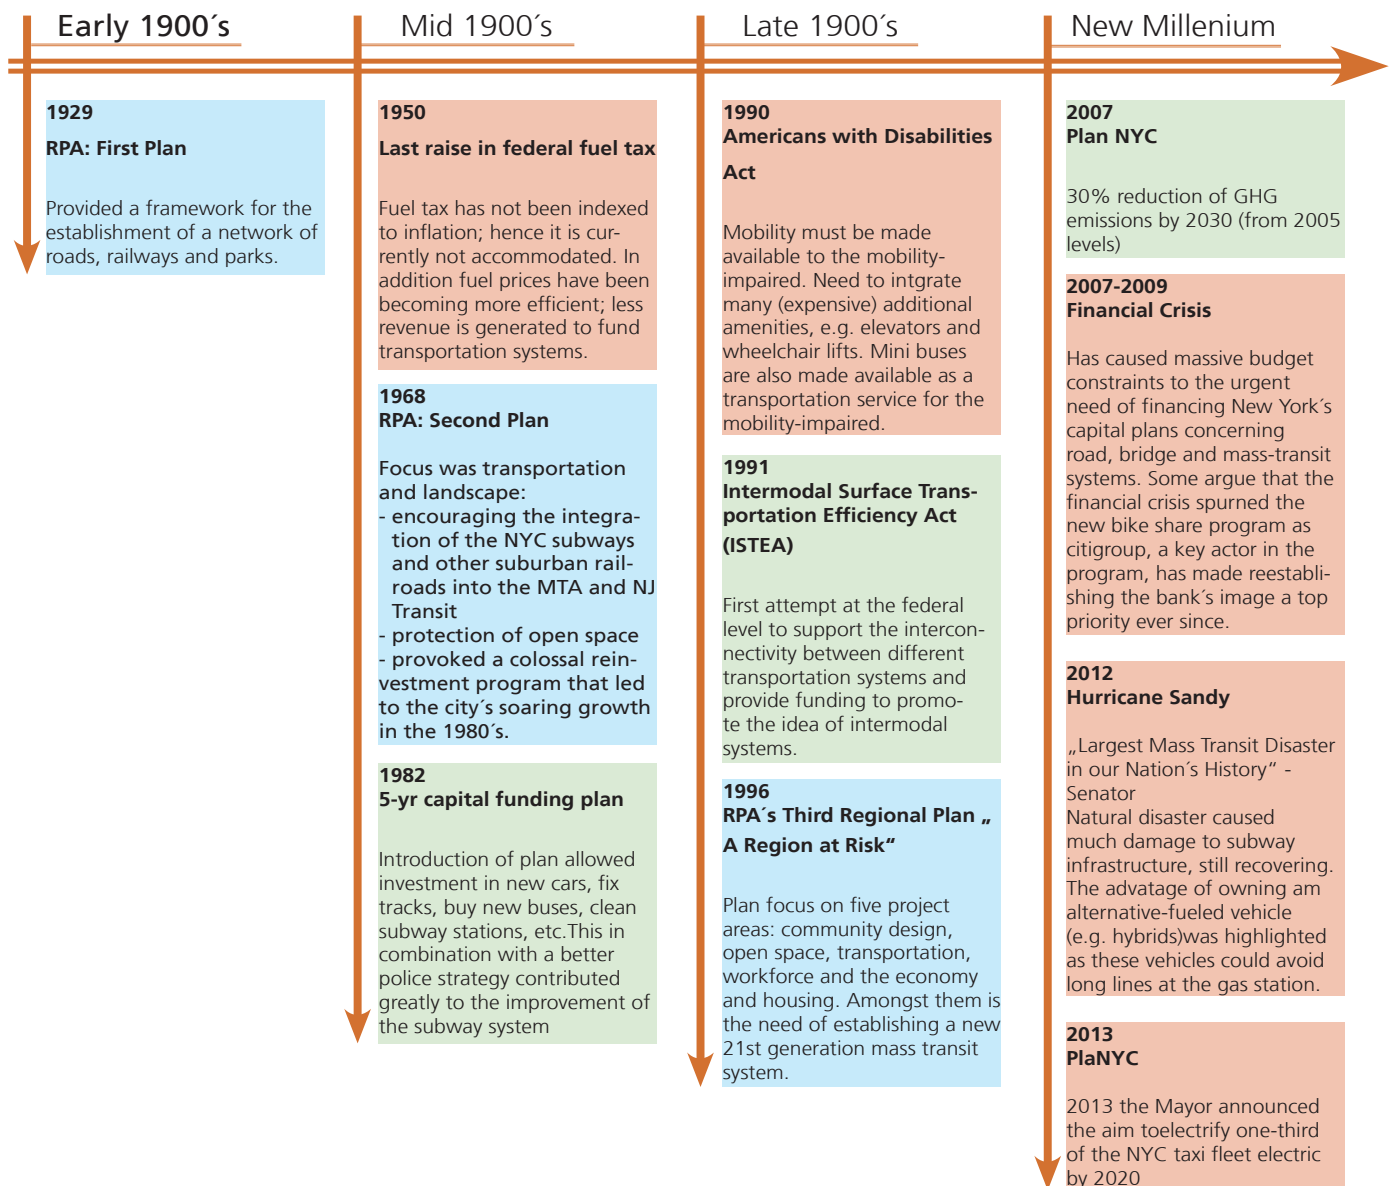 Early 1900´s
1929
RPA: First Plan
Provided a framework for the
establishment of a network of
roads, railways and parks.
Mid 1900´s
1950
Last raise in federal fuel tax
Fuel tax has not been indexed
to inflation; hence it is cur-
rently not accommodated. In
addition fuel prices have been
becoming more efficient; less
revenue is generated to fund
transportation systems.
1968
RPA: Second Plan
Focus was transportation
and landscape:
- encouraging the integra-
tion of the NYC subways
and other suburban rail-
roads into the MTA and NJ
Transit
- protection of open space
- provoked a colossal rein-
vestment program that led
to the city´s soaring growth
in the 1980´s.
1982
5-yr capital funding plan
Introduction of plan allowed
investment in new cars, fix
tracks, buy new buses, clean
subway stations, etc.This in
combination with a better
police strategy contributed
greatly to the improvement of
the subway system
Late 1900´s
1990
Americans with Disabilities
Act
Mobility must be made
available to the mobility-
impaired. Need to intgrate
many (expensive) additional
amenities, e.g. elevators and
wheelchair lifts. Mini buses
are also made available as a
transportation service for the
mobility-impaired.
1991
Intermodal Surface Trans-
portation Efficiency Act
(ISTEA)
First attempt at the federal
level to support the intercon-
nectivity between different
transportation systems and
provide funding to promo-
te the idea of intermodal
systems.
1996
RPA´s Third Regional Plan „
A Region at Risk“
Plan focus on five project
areas: community design,
open space, transportation,
workforce and the economy
and housing. Amongst them is
the need of establishing a new
21st generation mass transit
system.
New Millenium
2007
Plan NYC
30% reduction of GHG
emissions by 2030 (from 2005
levels)
2007-2009
Financial Crisis
Has caused massive budget
constraints to the urgent
need of financing New York´s
capital plans concerning
road, bridge and mass-transit
systems. Some argue that the
financial crisis spurned the
new bike share program as
citigroup, a key actor in the
program, has made reestabli-
shing the bank´s image a top
priority ever since.
2012
Hurricane Sandy
„Largest Mass Transit Disaster
in our Nation´s History“ -
Senator
Natural disaster caused
much damage to subway
infrastructure, still recovering.
The advatage of owning am
alternative-fueled vehicle
(e.g. hybrids)was highlighted
as these vehicles could avoid
long lines at the gas station.
2013
PlaNYC
2013 the Mayor announced
the aim toelectrify one-third
of the NYC taxi fleet electric
by 2020